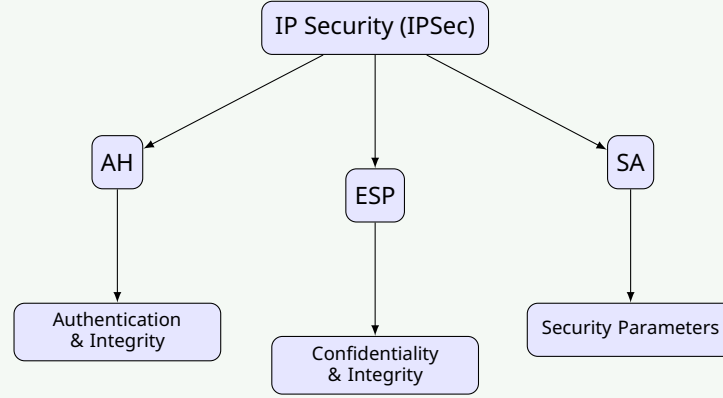 IP Security (IPSec)
AH
ESP
SA
Authentication
& Integrity
Confidentiality
& Integrity
Security Parameters